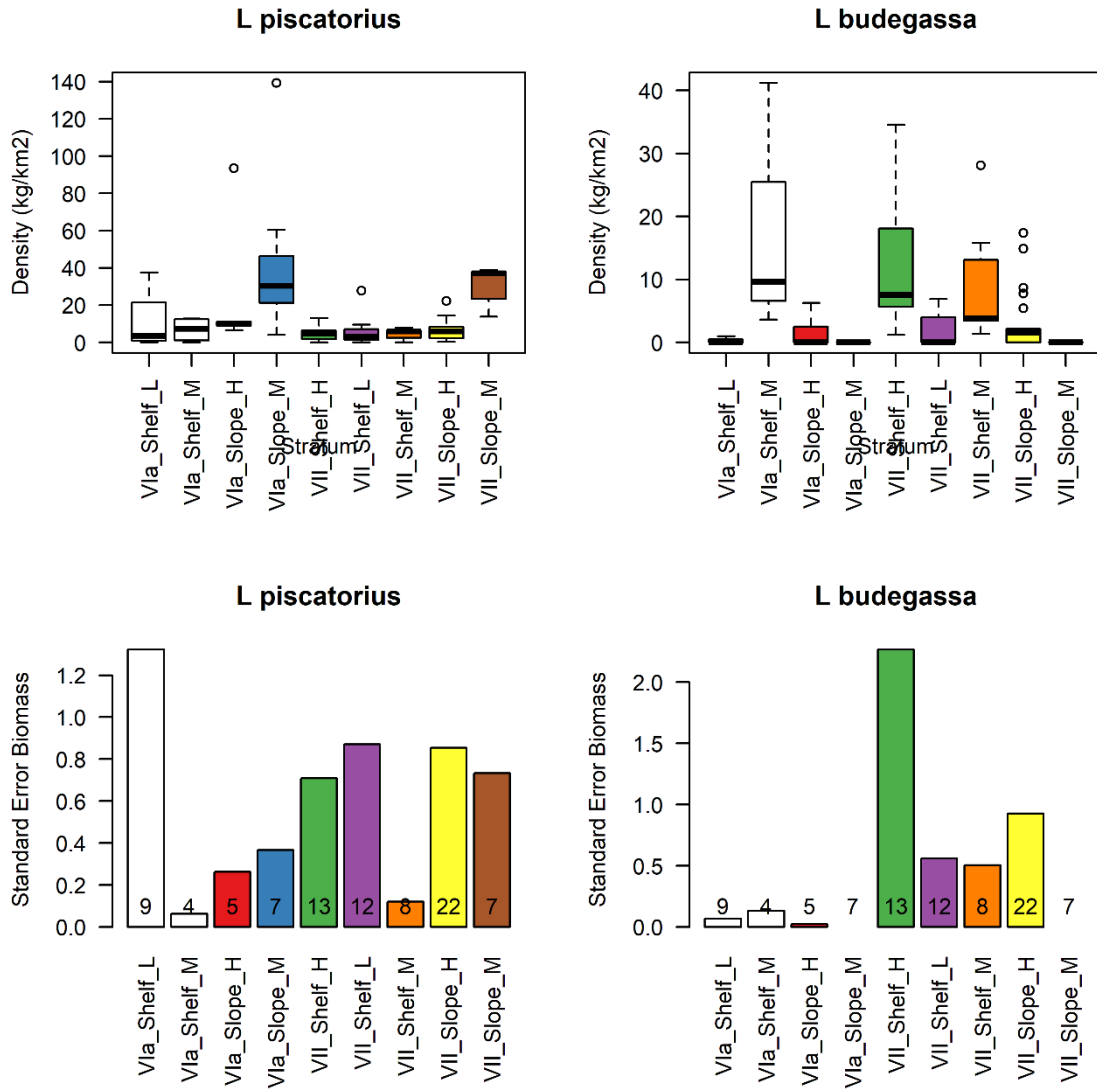 L piscatorius
Density (kg/km2)
140
120
100
80
60
40
20
0
VIa_Shelf_L
VIa_Shelf_M
VIa_Slope_H
VIa_Slope_M
VII_Shelf_H
VII_Shelf_L
VII_Shelf_M
VII_Slope_H
VII_Slope_M
Stratum
L budegassa
Density (kg/km2)
40
30
20
10
0
VIa_Shelf_L
VIa_Shelf_M
VIa_Slope_H
VIa_Slope_M
VII_Shelf_H
VII_Shelf_L
VII_Shelf_M
VII_Slope_H
VII_Slope_M
Stratum
L piscatorius
Standard Error Biomass
1.2
1.0
0.8
0.6
0.4
0.2
0.0
9 4 5 7 13 12 8 22 7
VIa_Shelf_L
VIa_Shelf_M
VIa_Slope_H
VIa_Slope_M
VII_Shelf_H
VII_Shelf_L
VII_Shelf_M
VII_Slope_H
VII_Slope_M
L budegassa
Standard Error Biomass
2.0
1.5
1.0
0.5
0.0
9 4 5 7 13 12 8 22 7
VIa_Shelf_L
VIa_Shelf_M
VIa_Slope_H
VIa_Slope_M
VII_Shelf_H
VII_Shelf_L
VII_Shelf_M
VII_Slope_H
VII_Slope_M